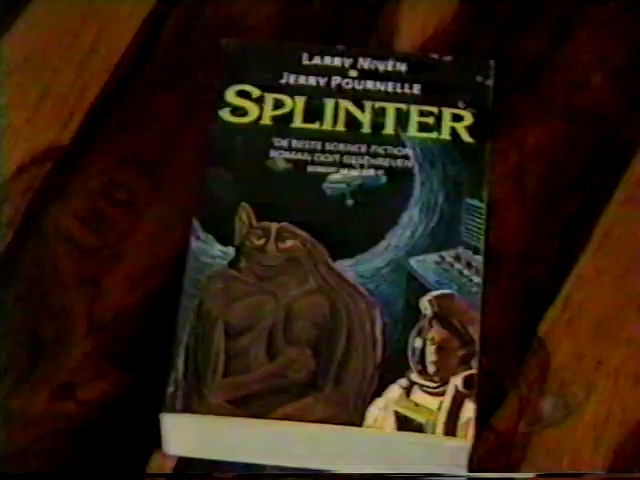 LARRY NIVEN
JERRY POURNELLE
SPLINTER
'DE BESTE SCIENCE-FICTION
ROMAN OOIT GESCHREVEN'